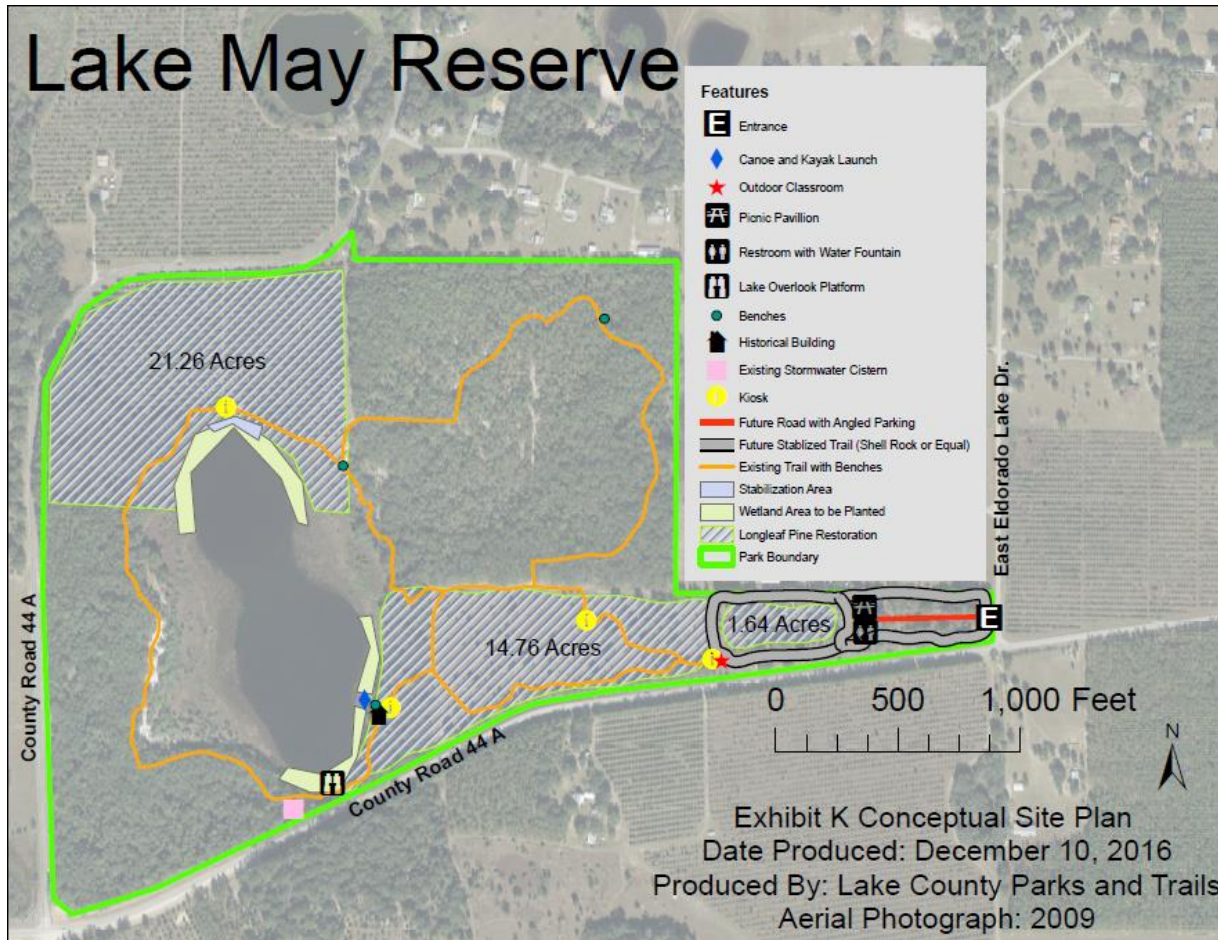 Lake May Reserve
Features
E
Entrance
Canoe and Kayak Launch
Outdoor Classroom
Picnic Pavillion
Restroom with Water Fountain
Lake Overlook Platform
Benches
Historical Building
Existing Stormwater Cistern
i
Kiosk
Future Road with Angled Parking
Future Stablized Trail (Shell Rock or Equal)
Existing Trail with Benches
Stabilization Area
Wetland Area to be Planted
Longleaf Pine Restoration
Park Boundary
21.26 Acres
i
East Eldorado Lake Dr.
i
1.64 Acres
E
14.76 Acres
i
i
County Road 44 A
County Road 44 A
0 500 1,000 Feet
N
Exhibit K Conceptual Site Plan
Date Produced: December 10, 2016
Produced By: Lake County Parks and Trails
Aerial Photograph: 2009